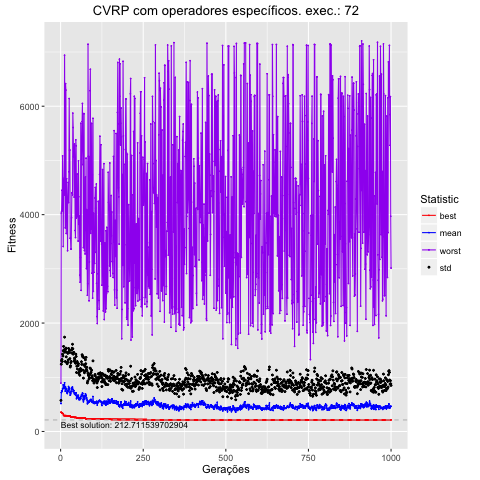 CVRP com operadores específicos. exec.: 72
Fitness
6000
4000
2000
0
Best solution: 212.711539702904
0
250
500
750
1000
Gerações
Statistic
best
mean
worst
std